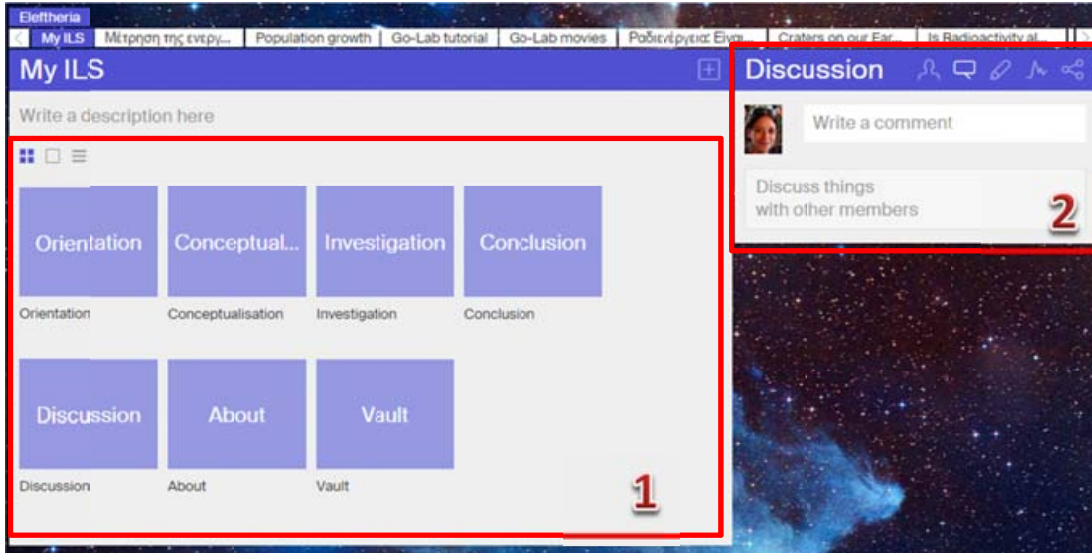 Eleftheria
My ILS Μέτρηση της ενεργ... Population growth Go-Lab tutorial Go-Lab movies Ραδιενέργεια: Είναι... Craters on our Ear... Is Radioactivity al...
My ILS
Discussion
Write a description here
Write a comment
Discuss things
with other members
2
Orientation Conceptual... Investigation Conclusion
Orientation Conceptualisation Investigation Conclusion
Discussion About Vault
Discussion About Vault
1